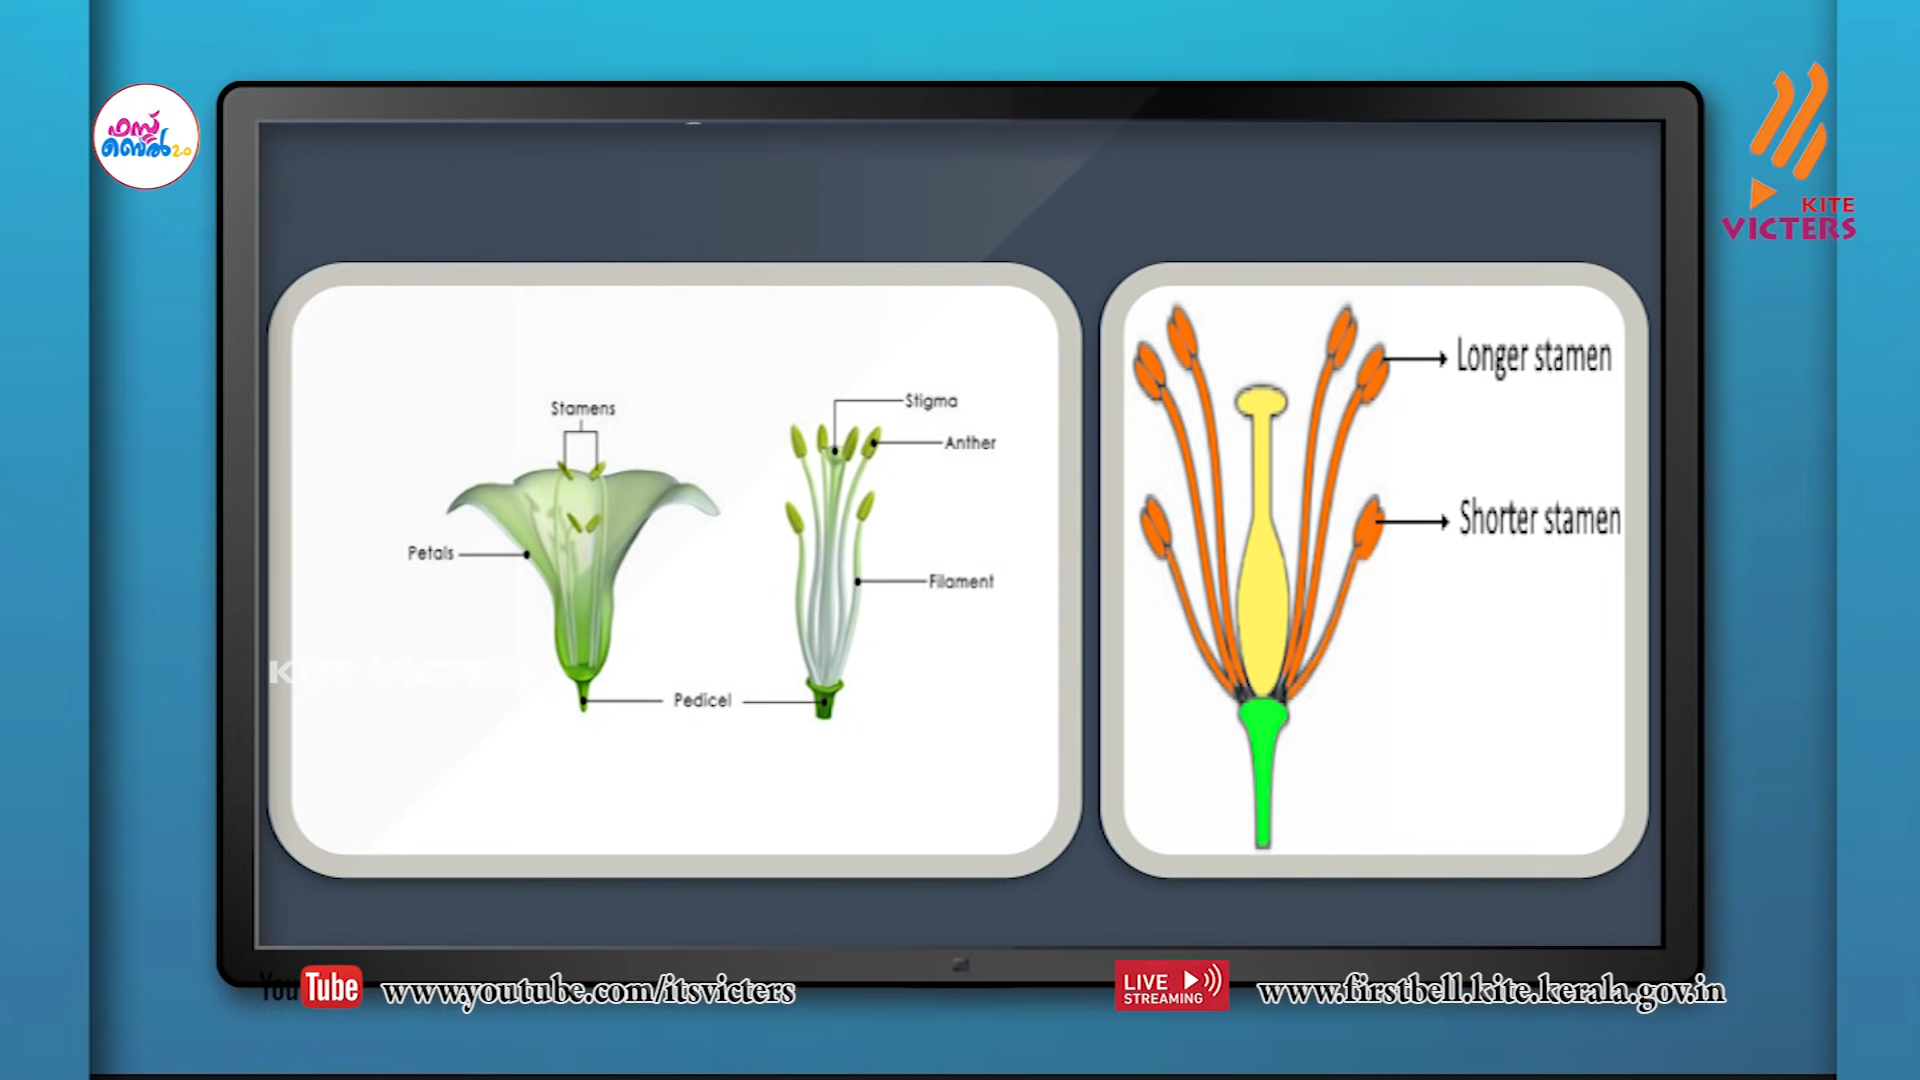 ഫസ്റ്റ്
ബെൽ 2.0
KITE
VICTERS
Stamens
Petals
Pedicel
Stigma
Anther
Filament
Longer stamen
Shorter stamen
YouTube www.youtube.com/itsvicters
LIVE
STREAMING
www.firstbell.kite.kerala.gov.in